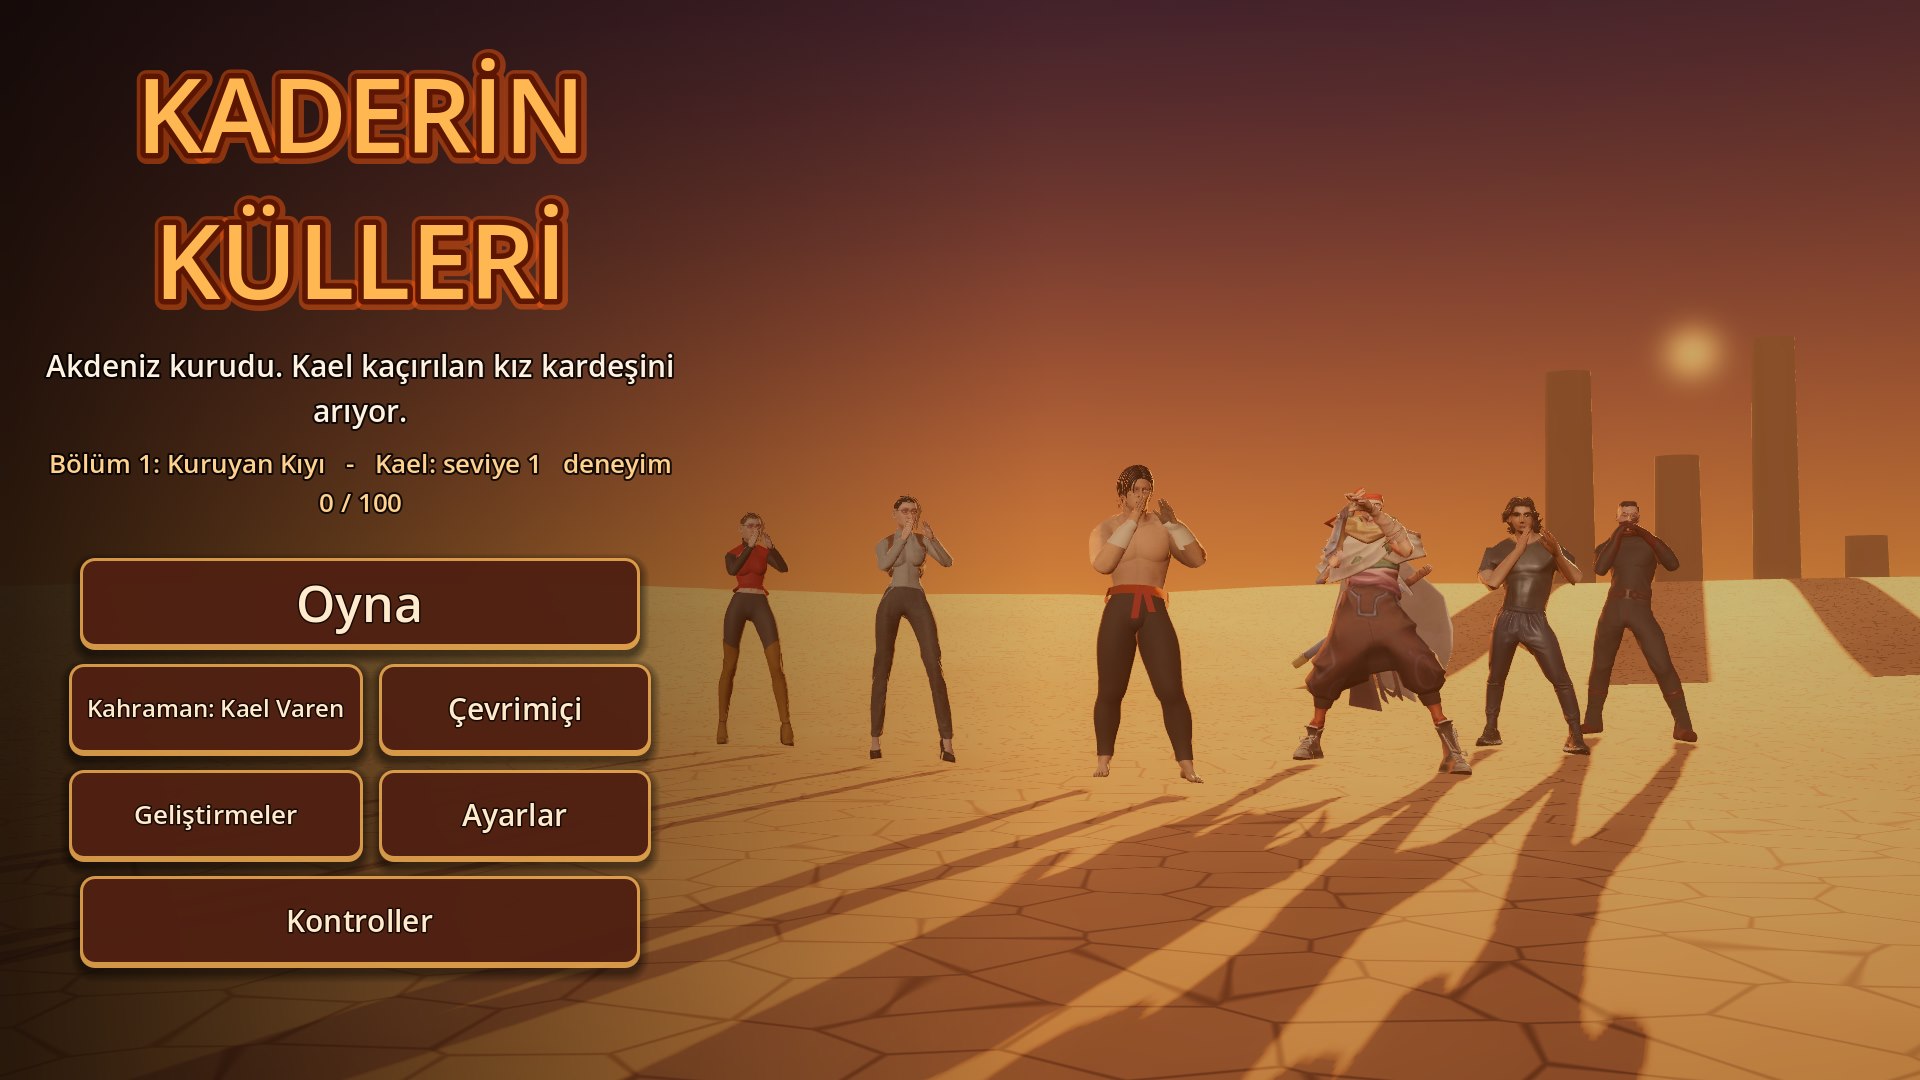 KADERİN
KÜLLERİ
Akdeniz kurudu. Kael kaçırılan kız kardeşini
arıyor.
Bölüm 1: Kuruyan Kıyı - Kael: seviye 1 deneyim
0 / 100
Oyna
Kahraman: Kael Varen
Çevrimiçi
Geliştirmeler
Ayarlar
Kontroller